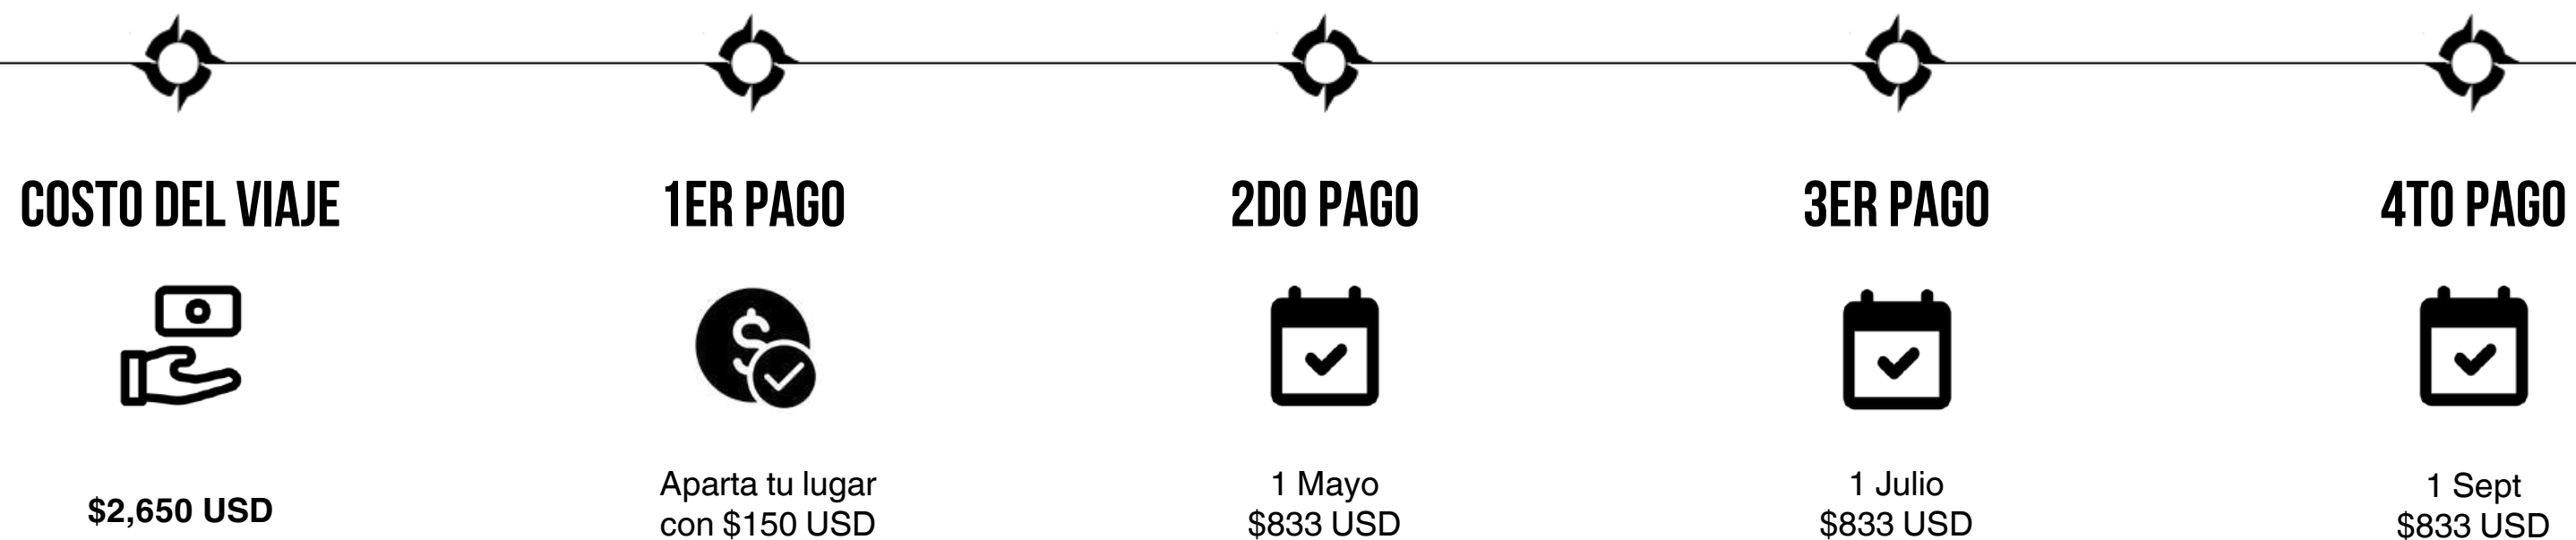 COSTO DEL VIAJE
$2,650 USD
1ER PAGO
Aparta tu lugar
con $150 USD
2DO PAGO
1 Mayo
$833 USD
3ER PAGO
1 Julio
$833 USD
4TO PAGO
1 Sept
$833 USD